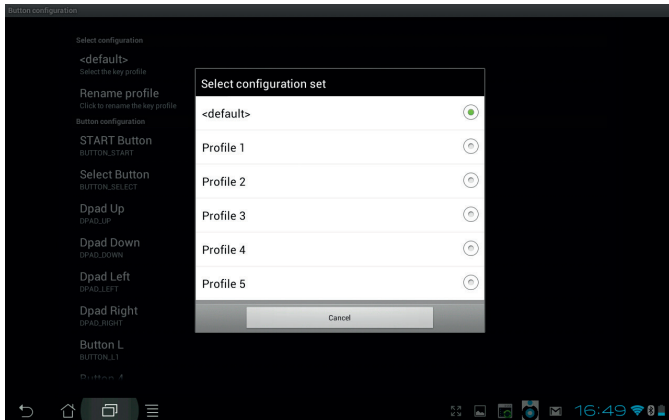 Button configuration
Select configuration
<default>
Select the key profile
Rename profile
Click to rename the key profile
Button configuration
START Button
BUTTON_START
Select Button
BUTTON_SELECT
Dpad Up
DPAD_UP
Dpad Down
DPAD_DOWN
Dpad Left
DPAD_LEFT
Dpad Right
DPAD_RIGHT
Button L
BUTTON_L1
Button A
Select configuration set
<default>
Profile 1
Profile 2
Profile 3
Profile 4
Profile 5
Cancel
16:49